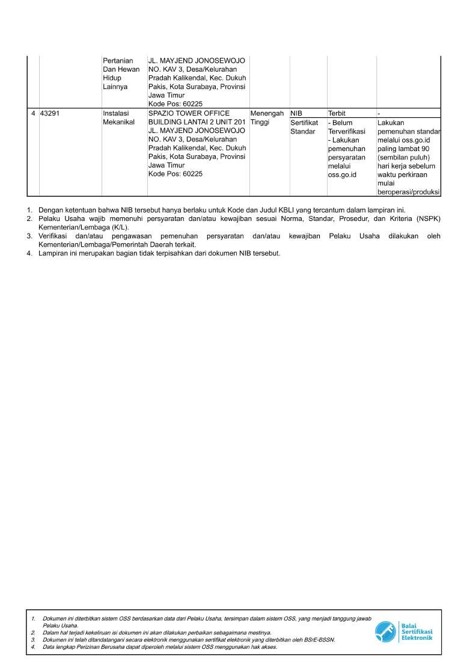 Pertanian
Dan Hewan
Hidup
Lainnya
JL. MAYJEND JONOSEWOJO
NO. KAV 3, Desa/Kelurahan
Pradah Kalikendal, Kec. Dukuh
Pakis, Kota Surabaya, Provinsi
Jawa Timur
Kode Pos: 60225
4 43291
Instalasi
Mekanikal
SPAZIO TOWER OFFICE
BUILDING LANTAI 2 UNIT 201
JL. MAYJEND JONOSEWOJO
NO. KAV 3, Desa/Kelurahan
Pradah Kalikendal, Kec. Dukuh
Pakis, Kota Surabaya, Provinsi
Jawa Timur
Kode Pos: 60225
Menengah
Tinggi
NIB
Terbit
-
Sertifikat
Standar
- Belum
Terverifikasi
- Lakukan
pemenuhan
persyaratan
melalui
oss.go.id
Lakukan
pemenuhan standar
melalui oss.go.id
paling lambat 90
(sembilan puluh)
hari kerja sebelum
waktu perkiraan
mulai
beroperasi/produksi
1. Dengan ketentuan bahwa NIB tersebut hanya berlaku untuk Kode dan Judul KBLI yang tercantum dalam lampiran ini.
2. Pelaku Usaha wajib memenuhi persyaratan dan/atau kewajiban sesuai Norma, Standar, Prosedur, dan Kriteria (NSPK)
Kementerian/Lembaga (K/L).
3. Verifikasi dan/atau pengawasan pemenuhan persyaratan dan/atau kewajiban Pelaku Usaha dilakukan oleh
Kementerian/Lembaga/Pemerintah Daerah terkait.
4. Lampiran ini merupakan bagian tidak terpisahkan dari dokumen NIB tersebut.
1. Dokumen ini diterbitkan sistem OSS berdasarkan data dari Pelaku Usaha, tersimpan dalam sistem OSS, yang menjadi tanggung jawab
Pelaku Usaha.
2. Dalam hal terjadi kekeliruan isi dokumen ini akan dilakukan perbaikan sebagaimana mestinya.
3. Dokumen ini telah ditandatangani secara elektronik menggunakan sertifikat elektronik yang diterbitkan oleh BSrE-BSSN.
4. Data lengkap Perizinan Berusaha dapat diperoleh melalui sistem OSS menggunakan hak akses.
Balai
Sertifikasi
Elektronik